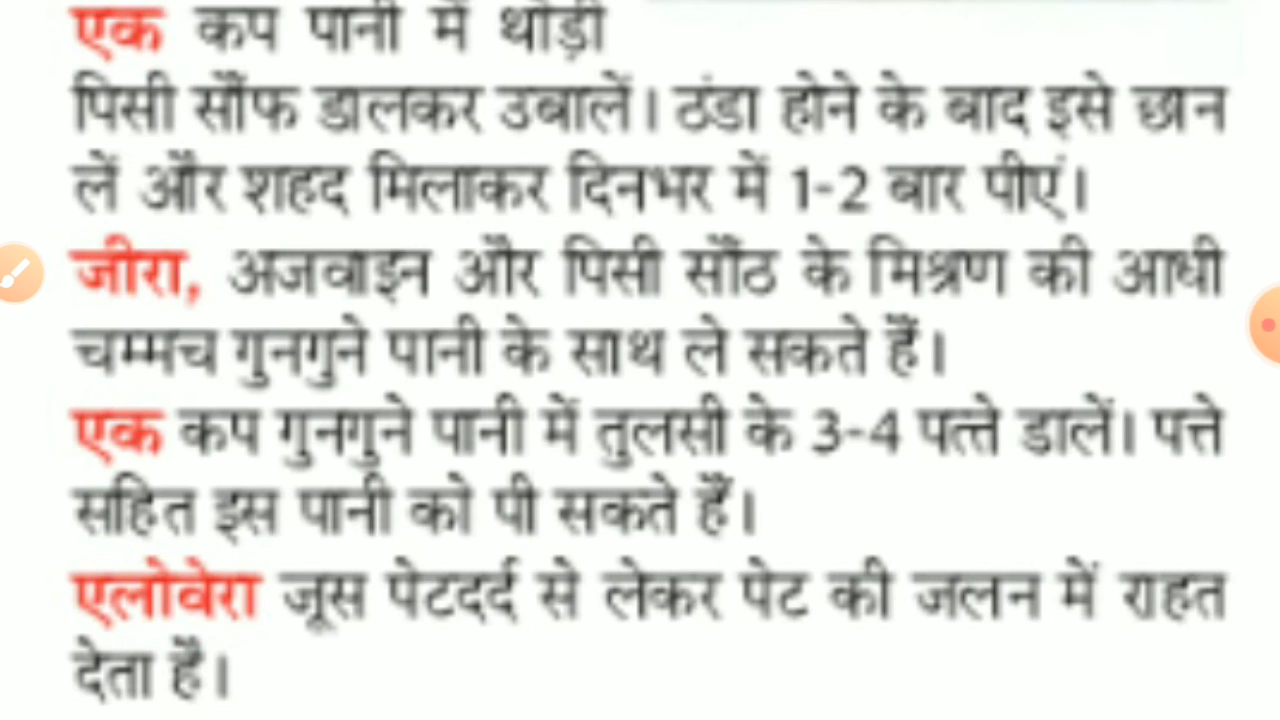 एक कप पानी में थोड़ी
पिसी सौंफ डालकर उबालें। ठंडा होने के बाद इसे छान
लें और शहद मिलाकर दिनभर में 1-2 बार पीएं।
जीरा, अजवाइन और पिसी सौंठ के मिश्रण की आधी
चम्मच गुनगुने पानी के साथ ले सकते हैं।
एक कप गुनगुने पानी में तुलसी के 3-4 पत्ते डालें। पत्ते
सहित इस पानी को पी सकते हैं।
एलोवेरा जूस पेटदर्द से लेकर पेट की जलन में राहत
देता है।